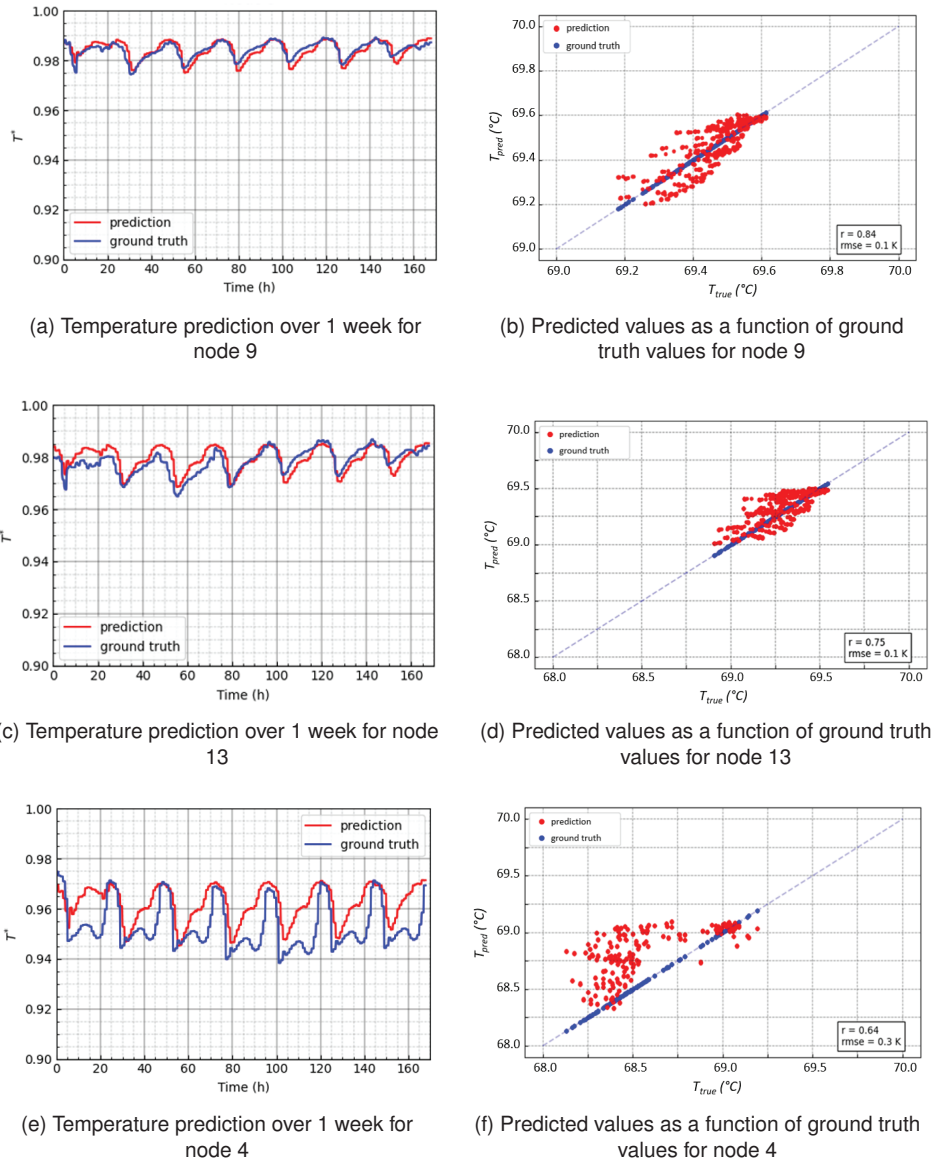 1.00
0.98
0.96
0.94
0.92
0.90
T*
prediction
ground truth
0 20 40 60 80 100 120 140 160
Time (h)
70.0
69.8
69.6
69.4
69.2
69.0
T_pred (°C)
prediction
ground truth
r = 0.84
rmse = 0.1 K
69.0 69.2 69.4 69.6 69.8 70.0
T_true (°C)
(a) Temperature prediction over 1 week for
node 9
(b) Predicted values as a function of ground
truth values for node 9
1.00
0.98
0.96
0.94
0.92
0.90
T*
prediction
ground truth
0 20 40 60 80 100 120 140 160
Time (h)
70.0
69.5
69.0
68.5
68.0
T_pred (°C)
prediction
ground truth
r = 0.75
rmse = 0.1 K
68.0 68.5 69.0 69.5 70.0
T_true (°C)
c) Temperature prediction over 1 week for node
13
(d) Predicted values as a function of ground truth
values for node 13
1.00
0.98
0.96
0.94
0.92
0.90
T*
prediction
ground truth
0 20 40 60 80 100 120 140 160
Time (h)
70.0
69.5
69.0
68.5
68.0
T_pred (°C)
prediction
ground truth
r = 0.64
rmse = 0.3 K
68.0 68.5 69.0 69.5 70.0
T_true (°C)
(e) Temperature prediction over 1 week for
node 4
(f) Predicted values as a function of ground truth
values for node 4